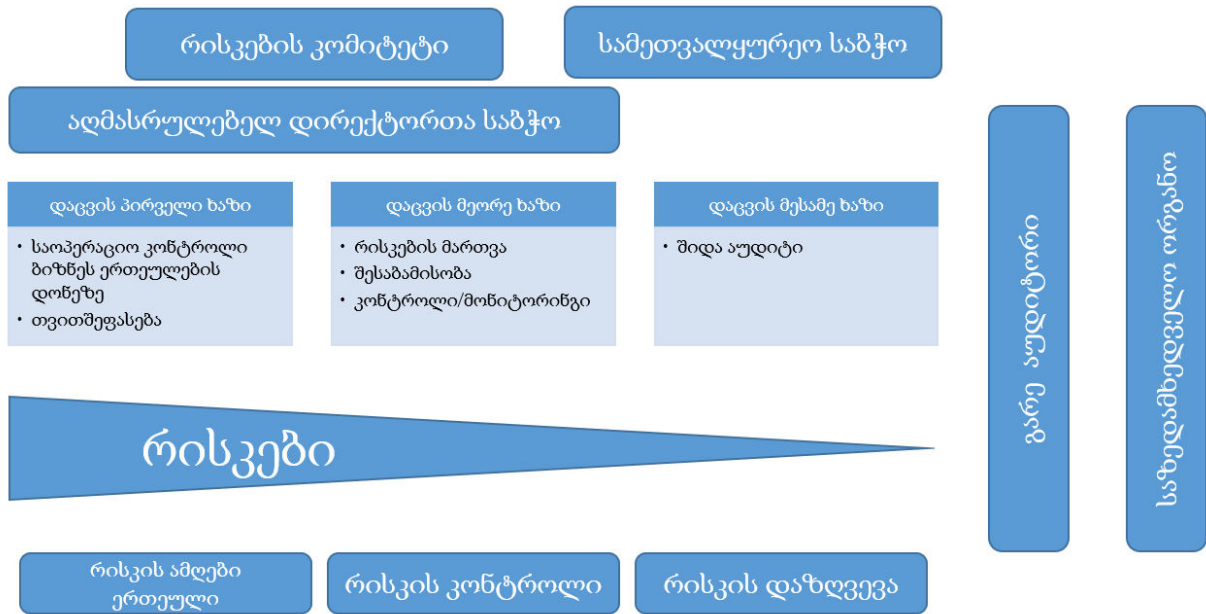 რისკების კომიტეტი
სამეთვალყურეო საბჭო
აღმასრულებელ დირექტორთა საბჭო
დაცვის პირველი ხაზი
• საოპერაციო კონტროლი
ბიზნეს ერთეულების
დონეზე
• თვითშეფასება
დაცვის მეორე ხაზი
• რისკების მართვა
• შესაბამისობა
• კონტროლი/მონიტორინგი
დაცვის მესამე ხაზი
• შიდა აუდიტი
გარე აუდიტორი
საზედამხედველო ორგანო
რისკები
რისკის ამღები
ერთეული
რისკის კონტროლი
რისკის დაზღვევა